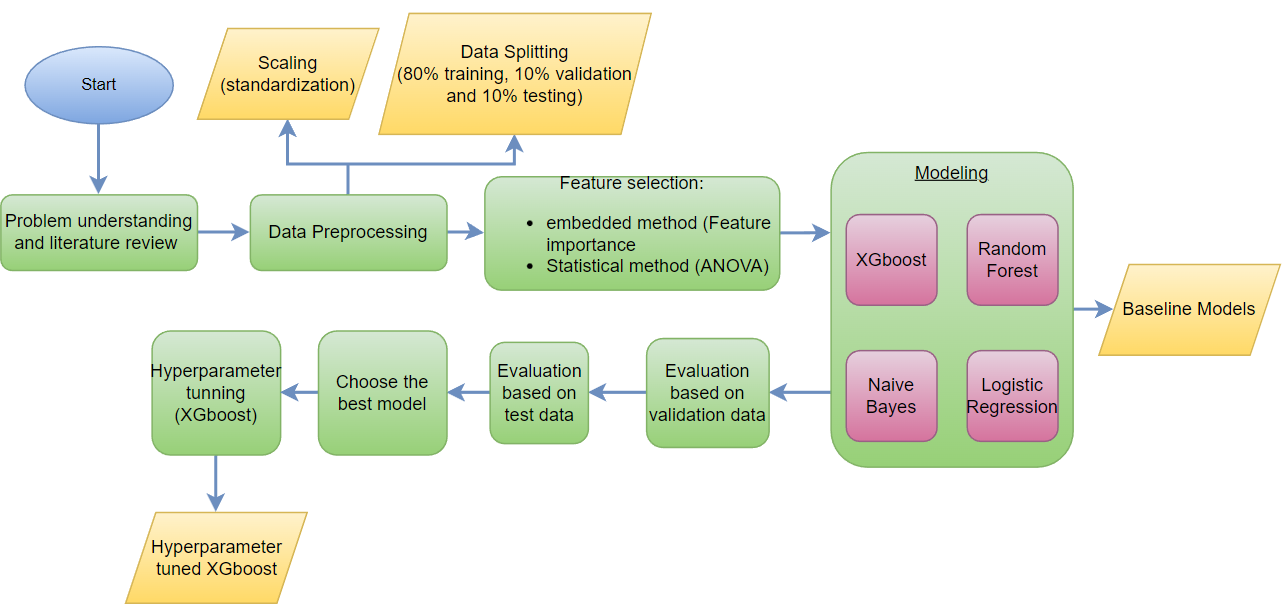 Start
Scaling
(standardization)
Data Splitting
(80% training, 10% validation
and 10% testing)
Problem understanding
and literature review
Data Preprocessing
Feature selection:
• embedded method (Feature
importance
• Statistical method (ANOVA)
Modeling
XGboost
Random
Forest
Naive
Bayes
Logistic
Regression
Baseline Models
Evaluation
based on
validation data
Evaluation
based on
test data
Choose the
best model
Hyperparameter
tunning
(XGboost)
Hyperparameter
tuned XGboost